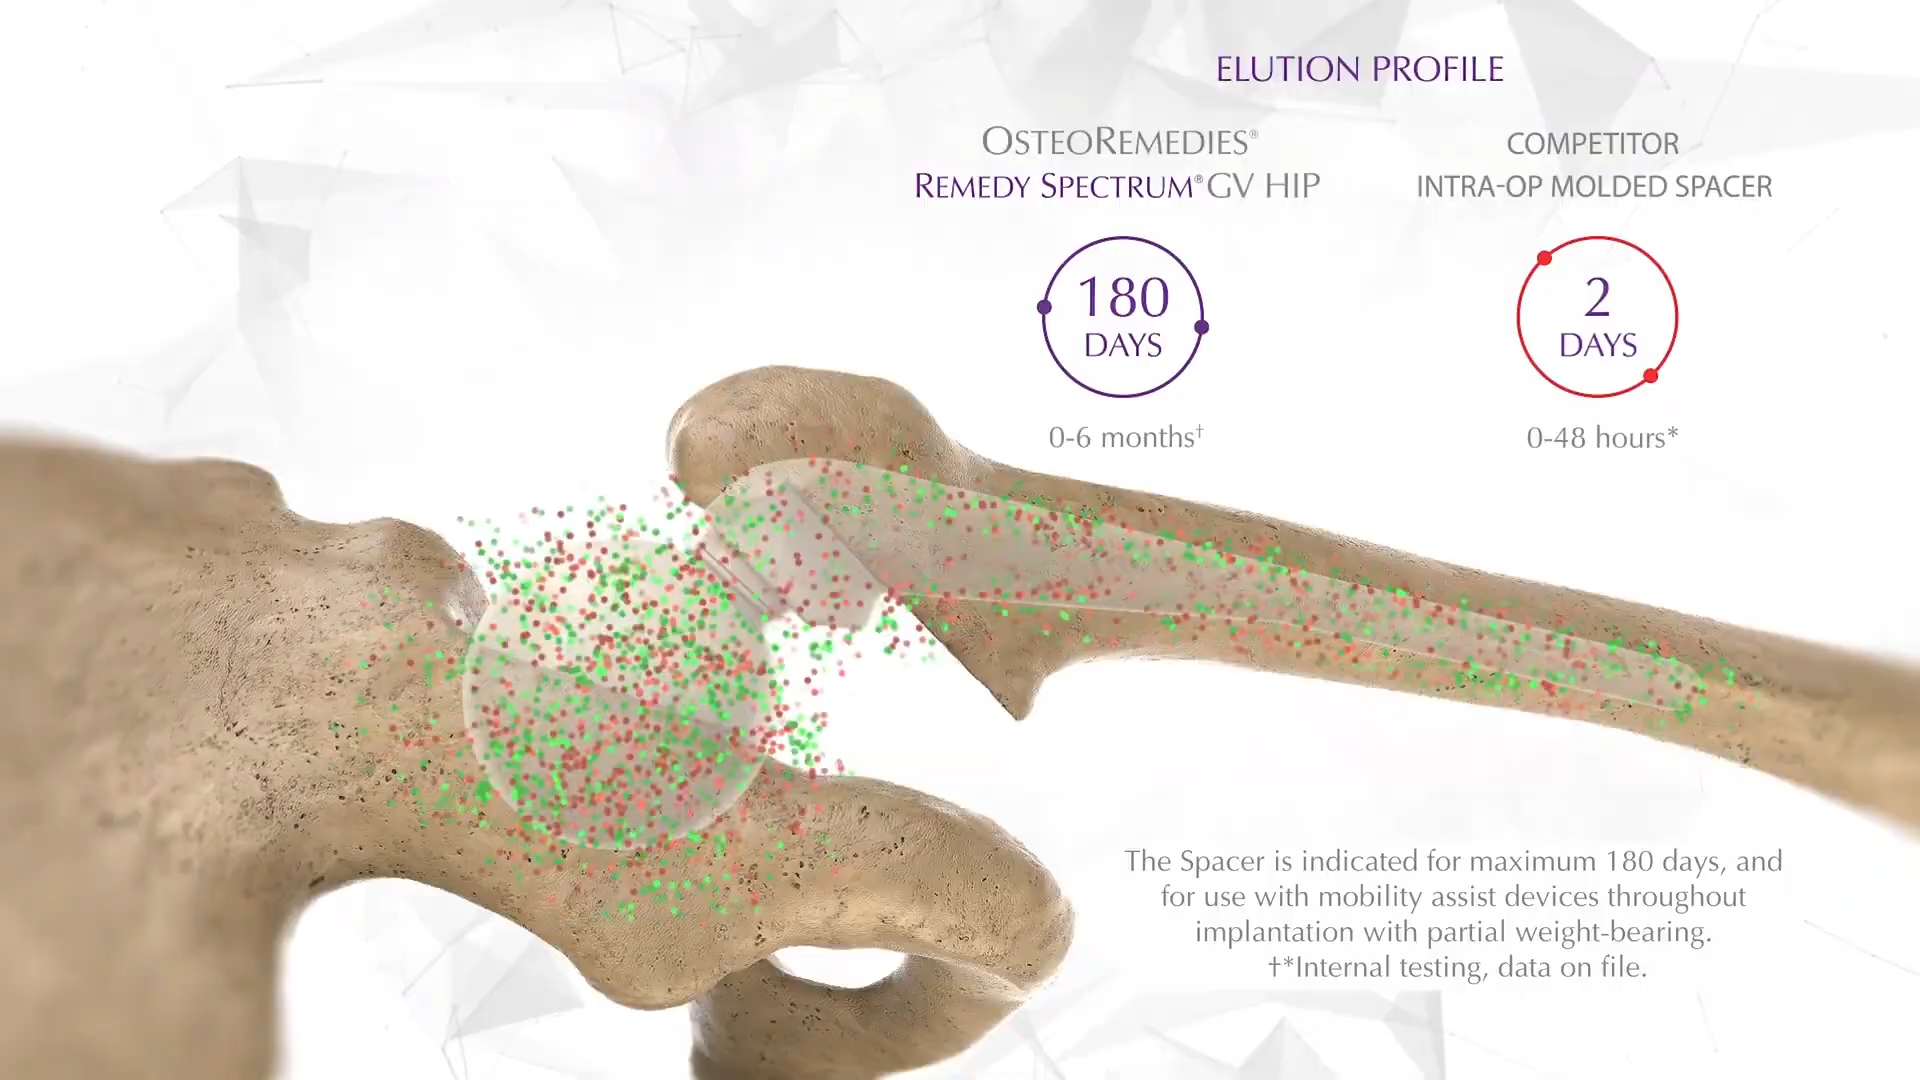 ELUTION PROFILE
OSTEOREMEDIES®
REMEDY SPECTRUM® GV HIP
180
DAYS
0-6 months†
COMPETITOR
INTRA-OP MOLDED SPACER
2
DAYS
0-48 hours*
The Spacer is indicated for maximum 180 days, and
for use with mobility assist devices throughout
implantation with partial weight-bearing.
†*Internal testing, data on file.